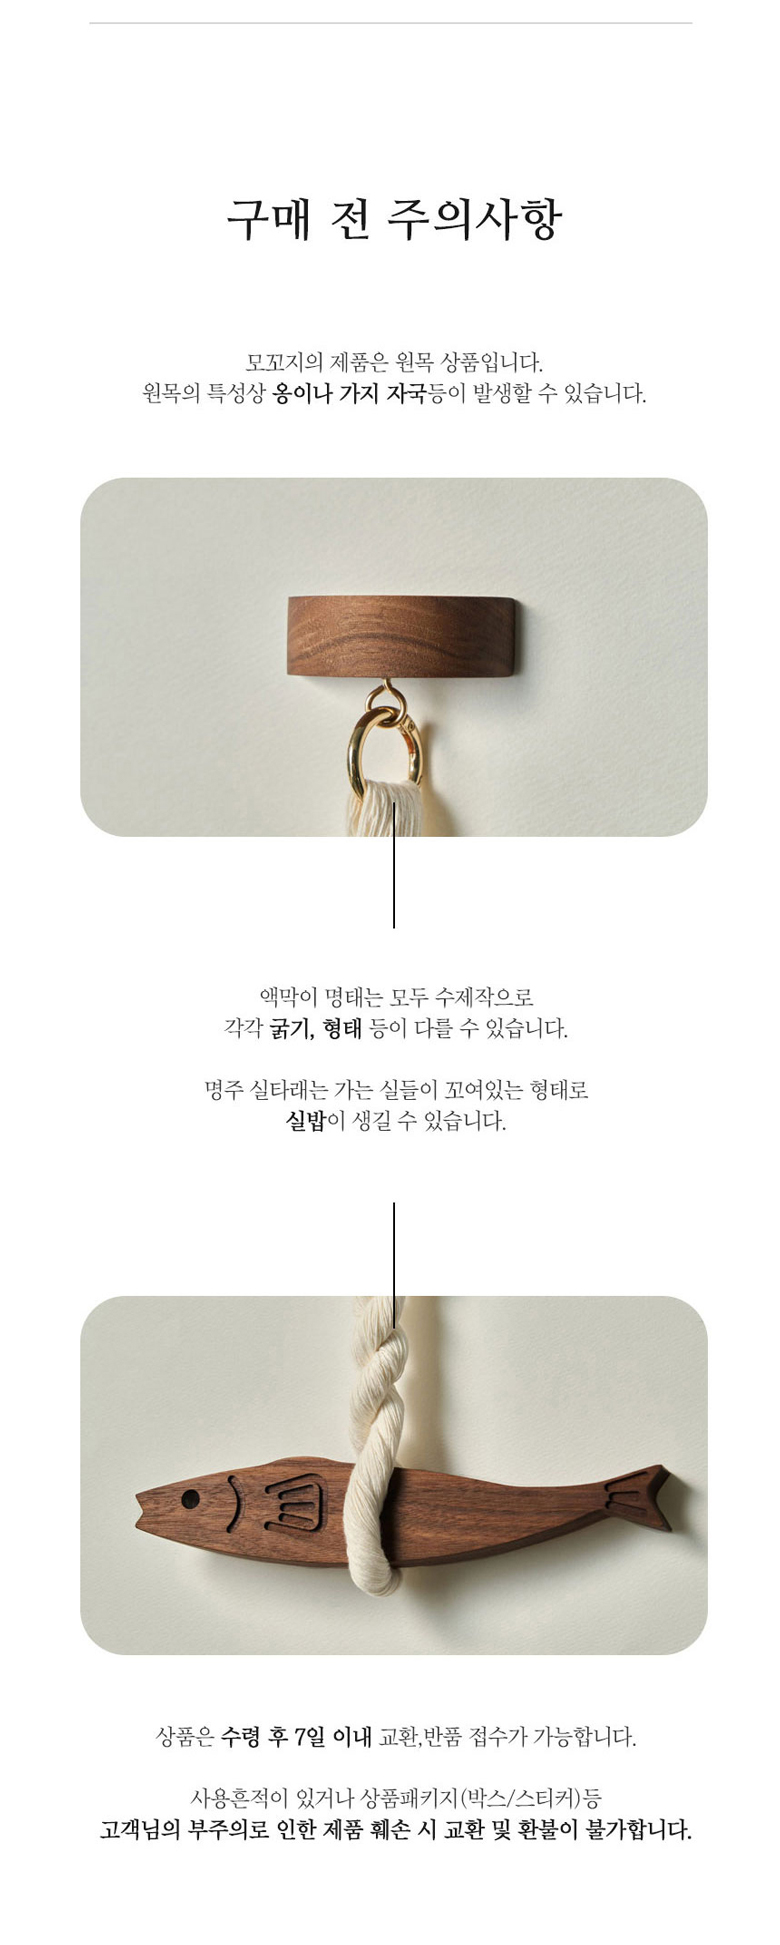 구매 전 주의사항
모꼬지의 제품은 원목 상품입니다.
원목의 특성상 옹이나 가지 자국등이 발생할 수 있습니다.
액막이 명태는 모두 수제작으로
각각 굵기, 형태 등이 다를 수 있습니다.
명주 실타래는 가는 실들이 꼬여있는 형태로
실밥이 생길 수 있습니다.
상품은 수령 후 7일 이내 교환,반품 접수가 가능합니다.
사용흔적이 있거나 상품패키지(박스/스티커)등
고객님의 부주의로 인한 제품 훼손 시 교환 및 환불이 불가합니다.